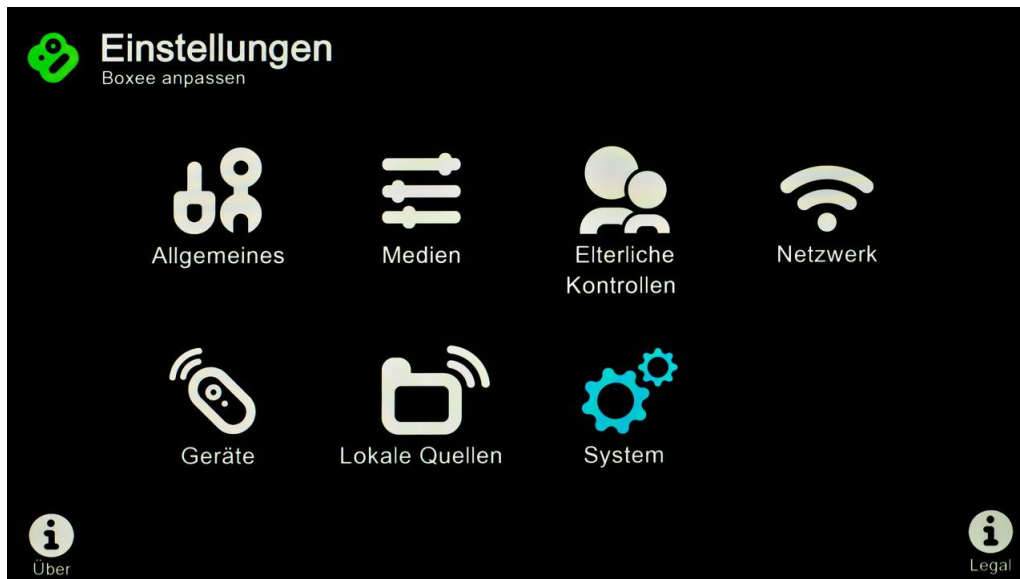 Einstellungen
Boxee anpassen
Allgemeines
Medien
Elterliche
Kontrollen
Netzwerk
Geräte
Lokale Quellen
System
Über
Legal